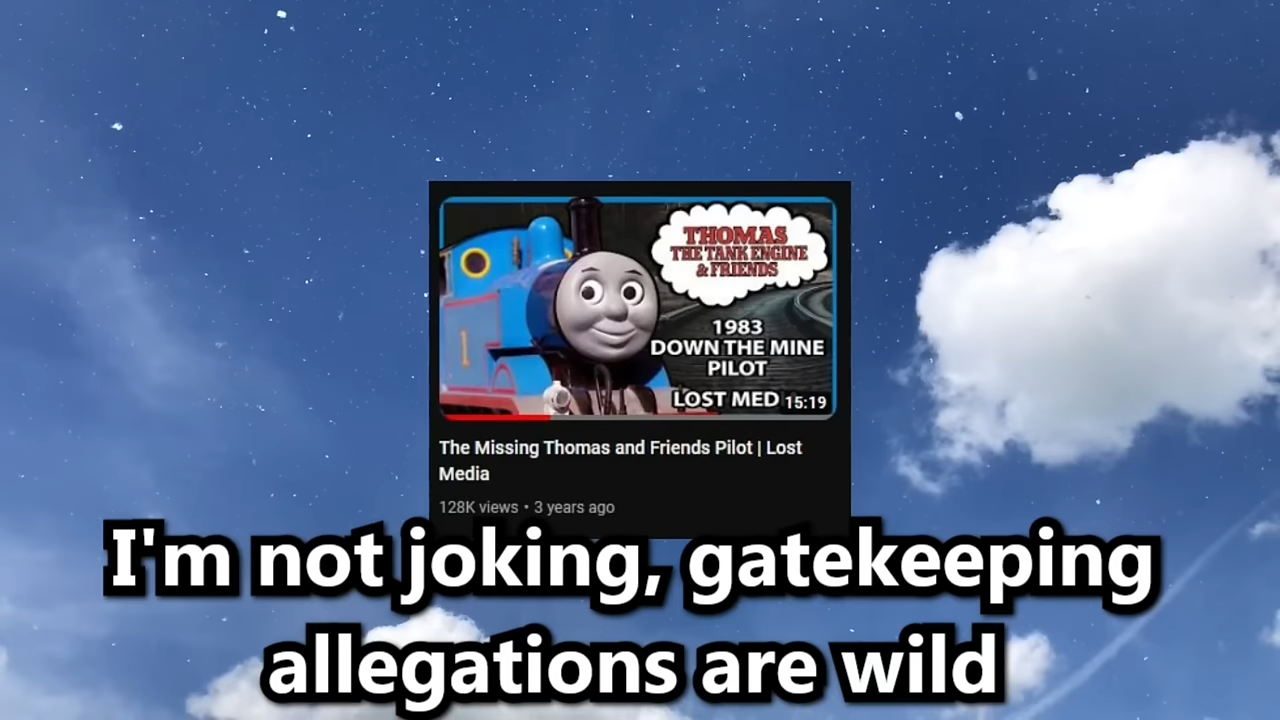 THOMAS
THE TANK ENGINE
& FRIENDS
1
1983
DOWN THE MINE
PILOT
LOST MED
15:19
The Missing Thomas and Friends Pilot | Lost
Media
128K views • 3 years ago
I'm not joking, gatekeeping
allegations are wild